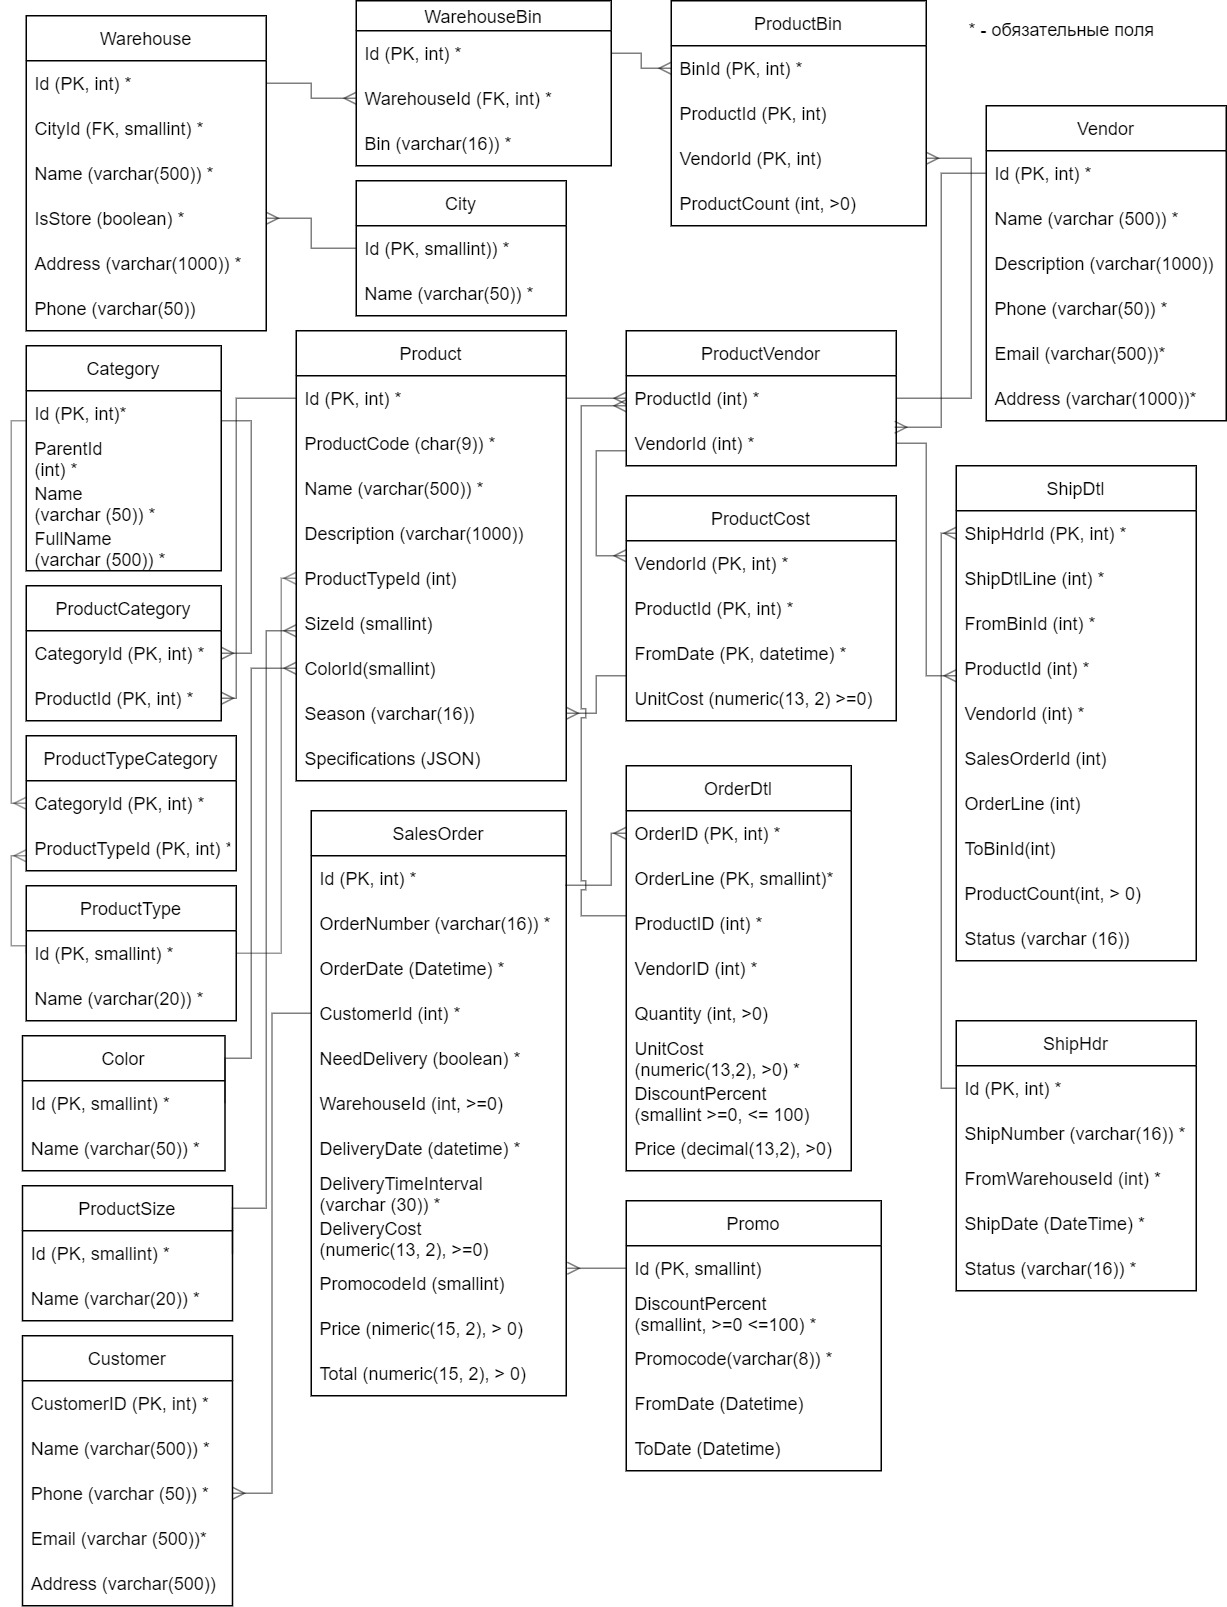 * - обязательные поля
Warehouse
Id (PK, int) *
CityId (FK, smallint) *
Name (varchar(500)) *
IsStore (boolean) *
Address (varchar(1000)) *
Phone (varchar(50))
WarehouseBin
Id (PK, int) *
WarehouseId (FK, int) *
Bin (varchar(16)) *
ProductBin
BinId (PK, int) *
ProductId (PK, int)
VendorId (PK, int)
ProductCount (int, >0)
Vendor
Id (PK, int) *
Name (varchar (500)) *
Description (varchar(1000))
Phone (varchar(50)) *
Email (varchar(500))*
Address (varchar(1000))*
City
Id (PK, smallint)) *
Name (varchar(50)) *
Category
Id (PK, int)*
ParentId
(int) *
Name
(varchar (50)) *
FullName
(varchar (500)) *
Product
Id (PK, int) *
ProductCode (char(9)) *
Name (varchar(500)) *
Description (varchar(1000))
ProductTypeId (int)
SizeId (smallint)
ColorId(smallint)
Season (varchar(16))
Specifications (JSON)
ProductVendor
ProductId (int) *
VendorId (int) *
ProductCost
VendorId (PK, int) *
ProductId (PK, int) *
FromDate (PK, datetime) *
UnitCost (numeric(13, 2) >=0)
ShipDtl
ShipHdrId (PK, int) *
ShipDtlLine (int) *
FromBinId (int) *
ProductId (int) *
VendorId (int) *
SalesOrderId (int)
OrderLine (int)
ToBinId(int)
ProductCount(int, > 0)
Status (varchar (16))
ProductCategory
CategoryId (PK, int) *
ProductId (PK, int) *
ProductTypeCategory
CategoryId (PK, int) *
ProductTypeId (PK, int) *
ProductType
Id (PK, smallint) *
Name (varchar(20)) *
Color
Id (PK, smallint) *
Name (varchar(50)) *
ProductSize
Id (PK, smallint) *
Name (varchar(20)) *
Customer
CustomerID (PK, int) *
Name (varchar(500)) *
Phone (varchar (50)) *
Email (varchar (500))*
Address (varchar(500))
SalesOrder
Id (PK, int) *
OrderNumber (varchar(16)) *
OrderDate (Datetime) *
CustomerId (int) *
NeedDelivery (boolean) *
WarehouseId (int, >=0)
DeliveryDate (datetime) *
DeliveryTimeInterval
(varchar (30)) *
DeliveryCost
(numeric(13, 2), >=0)
PromocodeId (smallint)
Price (nimeric(15, 2), > 0)
Total (numeric(15, 2), > 0)
OrderDtl
OrderID (PK, int) *
OrderLine (PK, smallint)*
ProductID (int) *
VendorID (int) *
Quantity (int, >0)
UnitCost
(numeric(13,2), >0) *
DiscountPercent
(smallint >=0, <= 100)
Price (decimal(13,2), >0)
Promo
Id (PK, smallint)
DiscountPercent
(smallint, >=0 <=100) *
Promocode(varchar(8)) *
FromDate (Datetime)
ToDate (Datetime)
ShipHdr
Id (PK, int) *
ShipNumber (varchar(16)) *
FromWarehouseId (int) *
ShipDate (DateTime) *
Status (varchar(16)) *